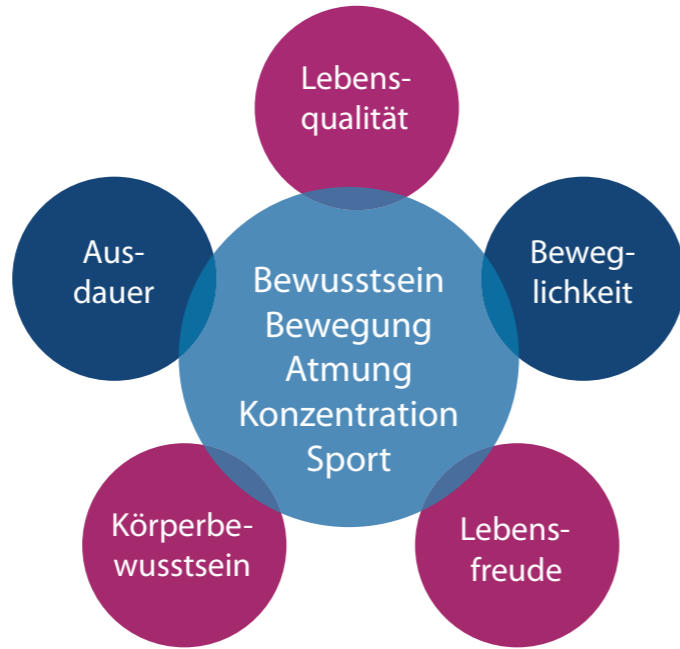 Lebens-
qualität
Aus-
dauer
Beweg-
lichkeit
Bewusstsein
Bewegung
Atmung
Konzentration
Sport
Körperbe-
wusstsein
Lebens-
freude